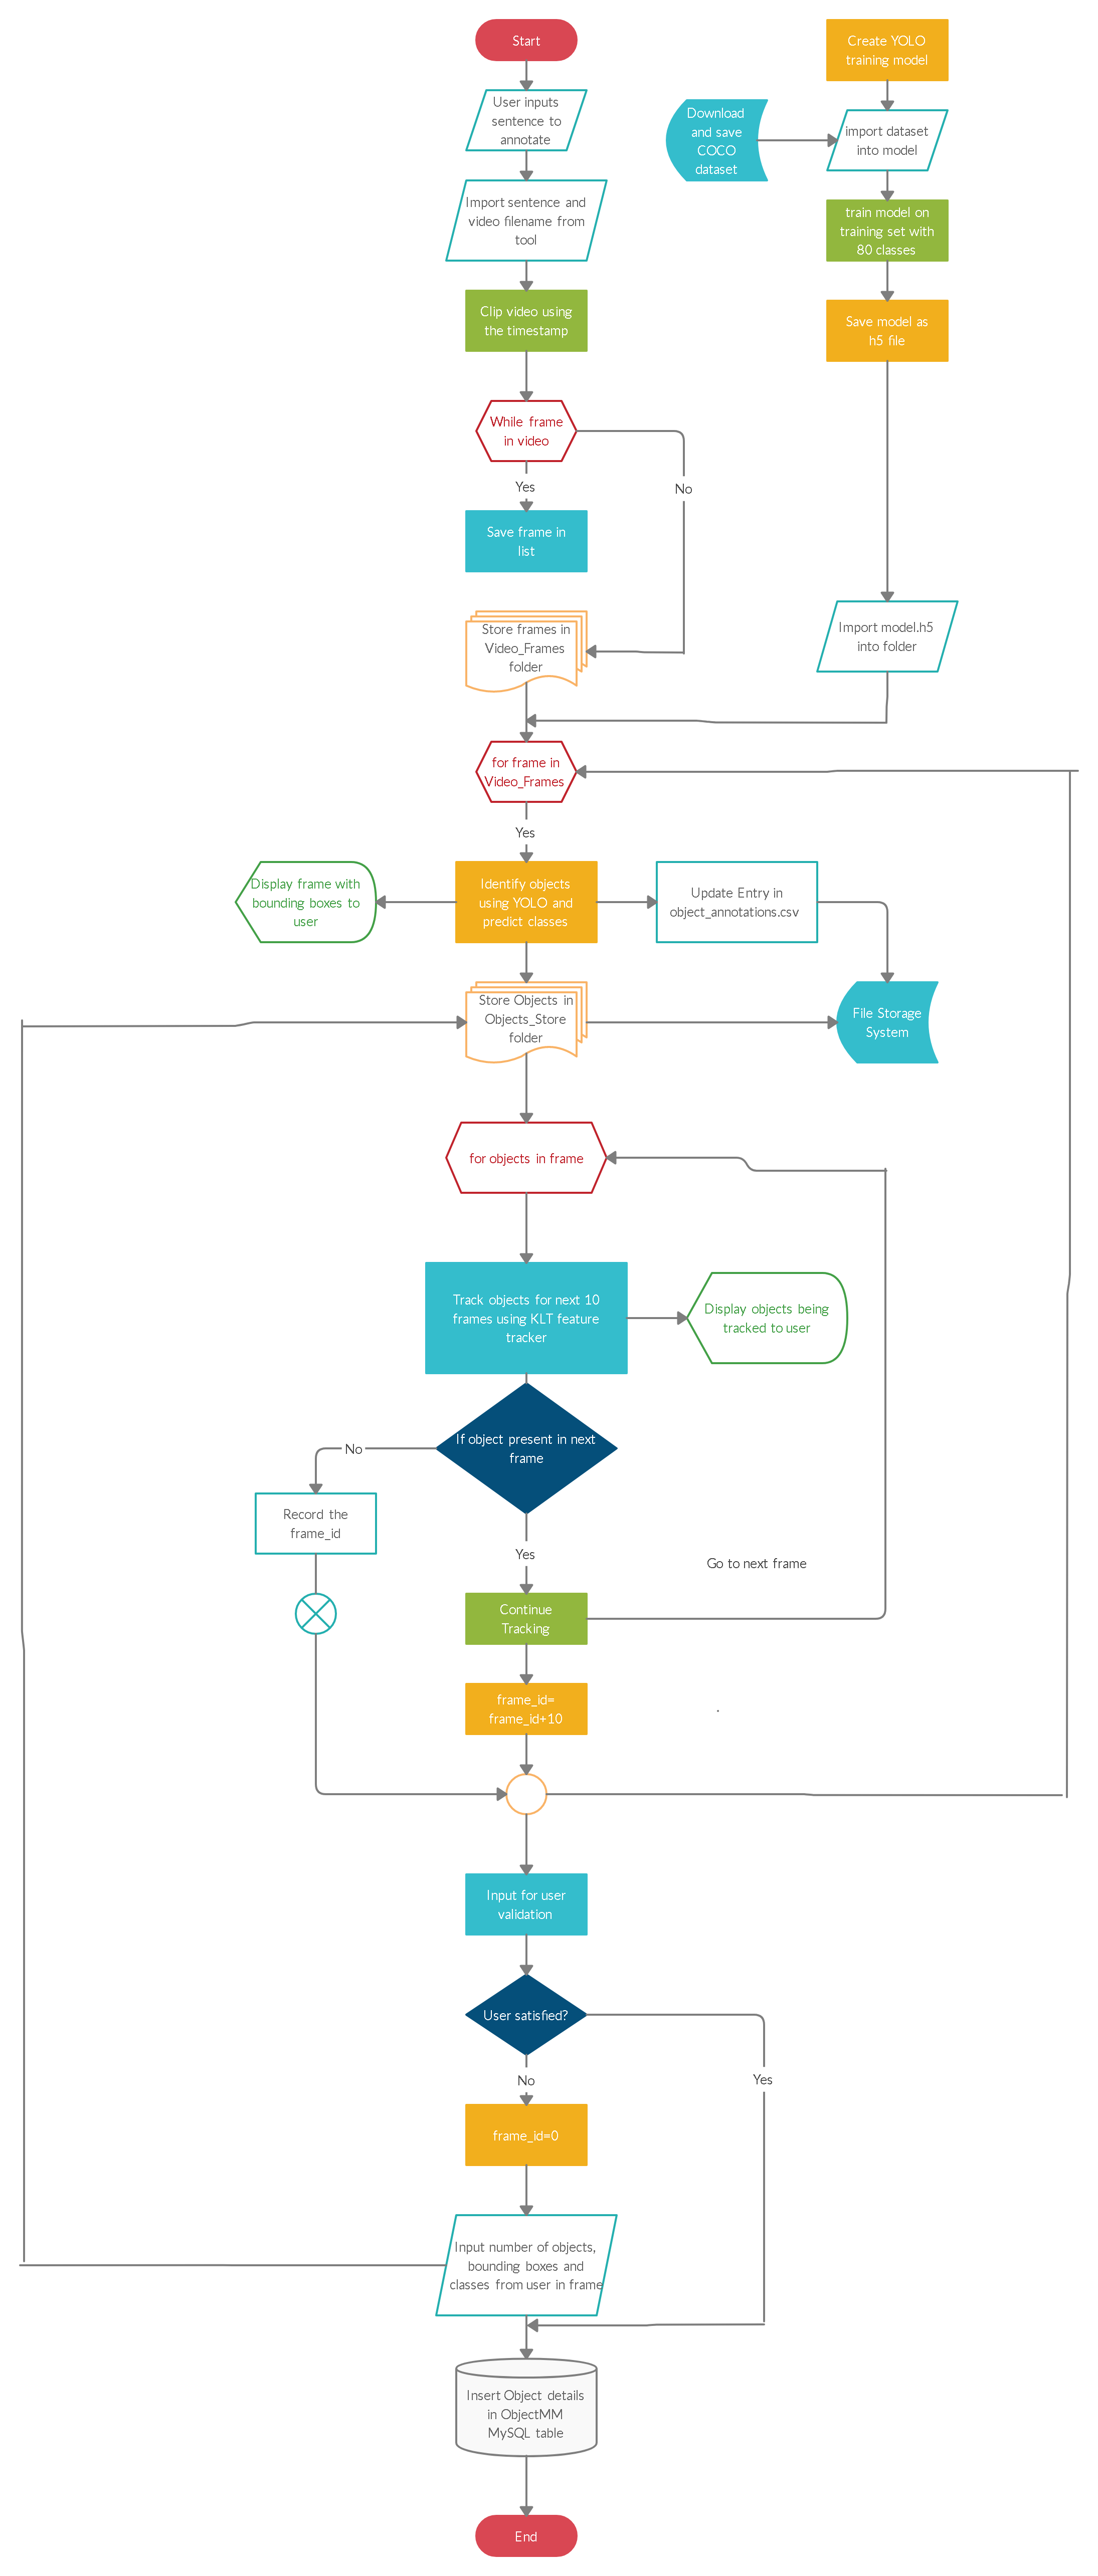 Start
Create YOLO
training model
User inputs
sentence to
annotate
Download
and save
COCO
dataset
import dataset
into model
Import sentence and
video filename from
tool
train model on
training set with
80 classes
Clip video using
the timestamp
Save model as
h5 file
While frame
in video
Yes
No
Save frame in
list
Store frames in
Video_Frames
folder
Import model.h5
into folder
for frame in
Video_Frames
Yes
Display frame with
bounding boxes to
user
Identify objects
using YOLO and
predict classes
Update Entry in
object_annotations.csv
Store Objects in
Objects_Store
folder
File Storage
System
for objects in frame
Track objects for next 10
frames using KLT feature
tracker
Display objects being
tracked to user
If object present in next
frame
No
Record the
frame_id
Yes
Go to next frame
Continue
Tracking
frame_id=
frame_id+10
.
Input for user
validation
User satisfied?
No
Yes
frame_id=0
Input number of objects,
bounding boxes and
classes from user in frame
Insert Object details
in ObjectMM
MySQL table
End